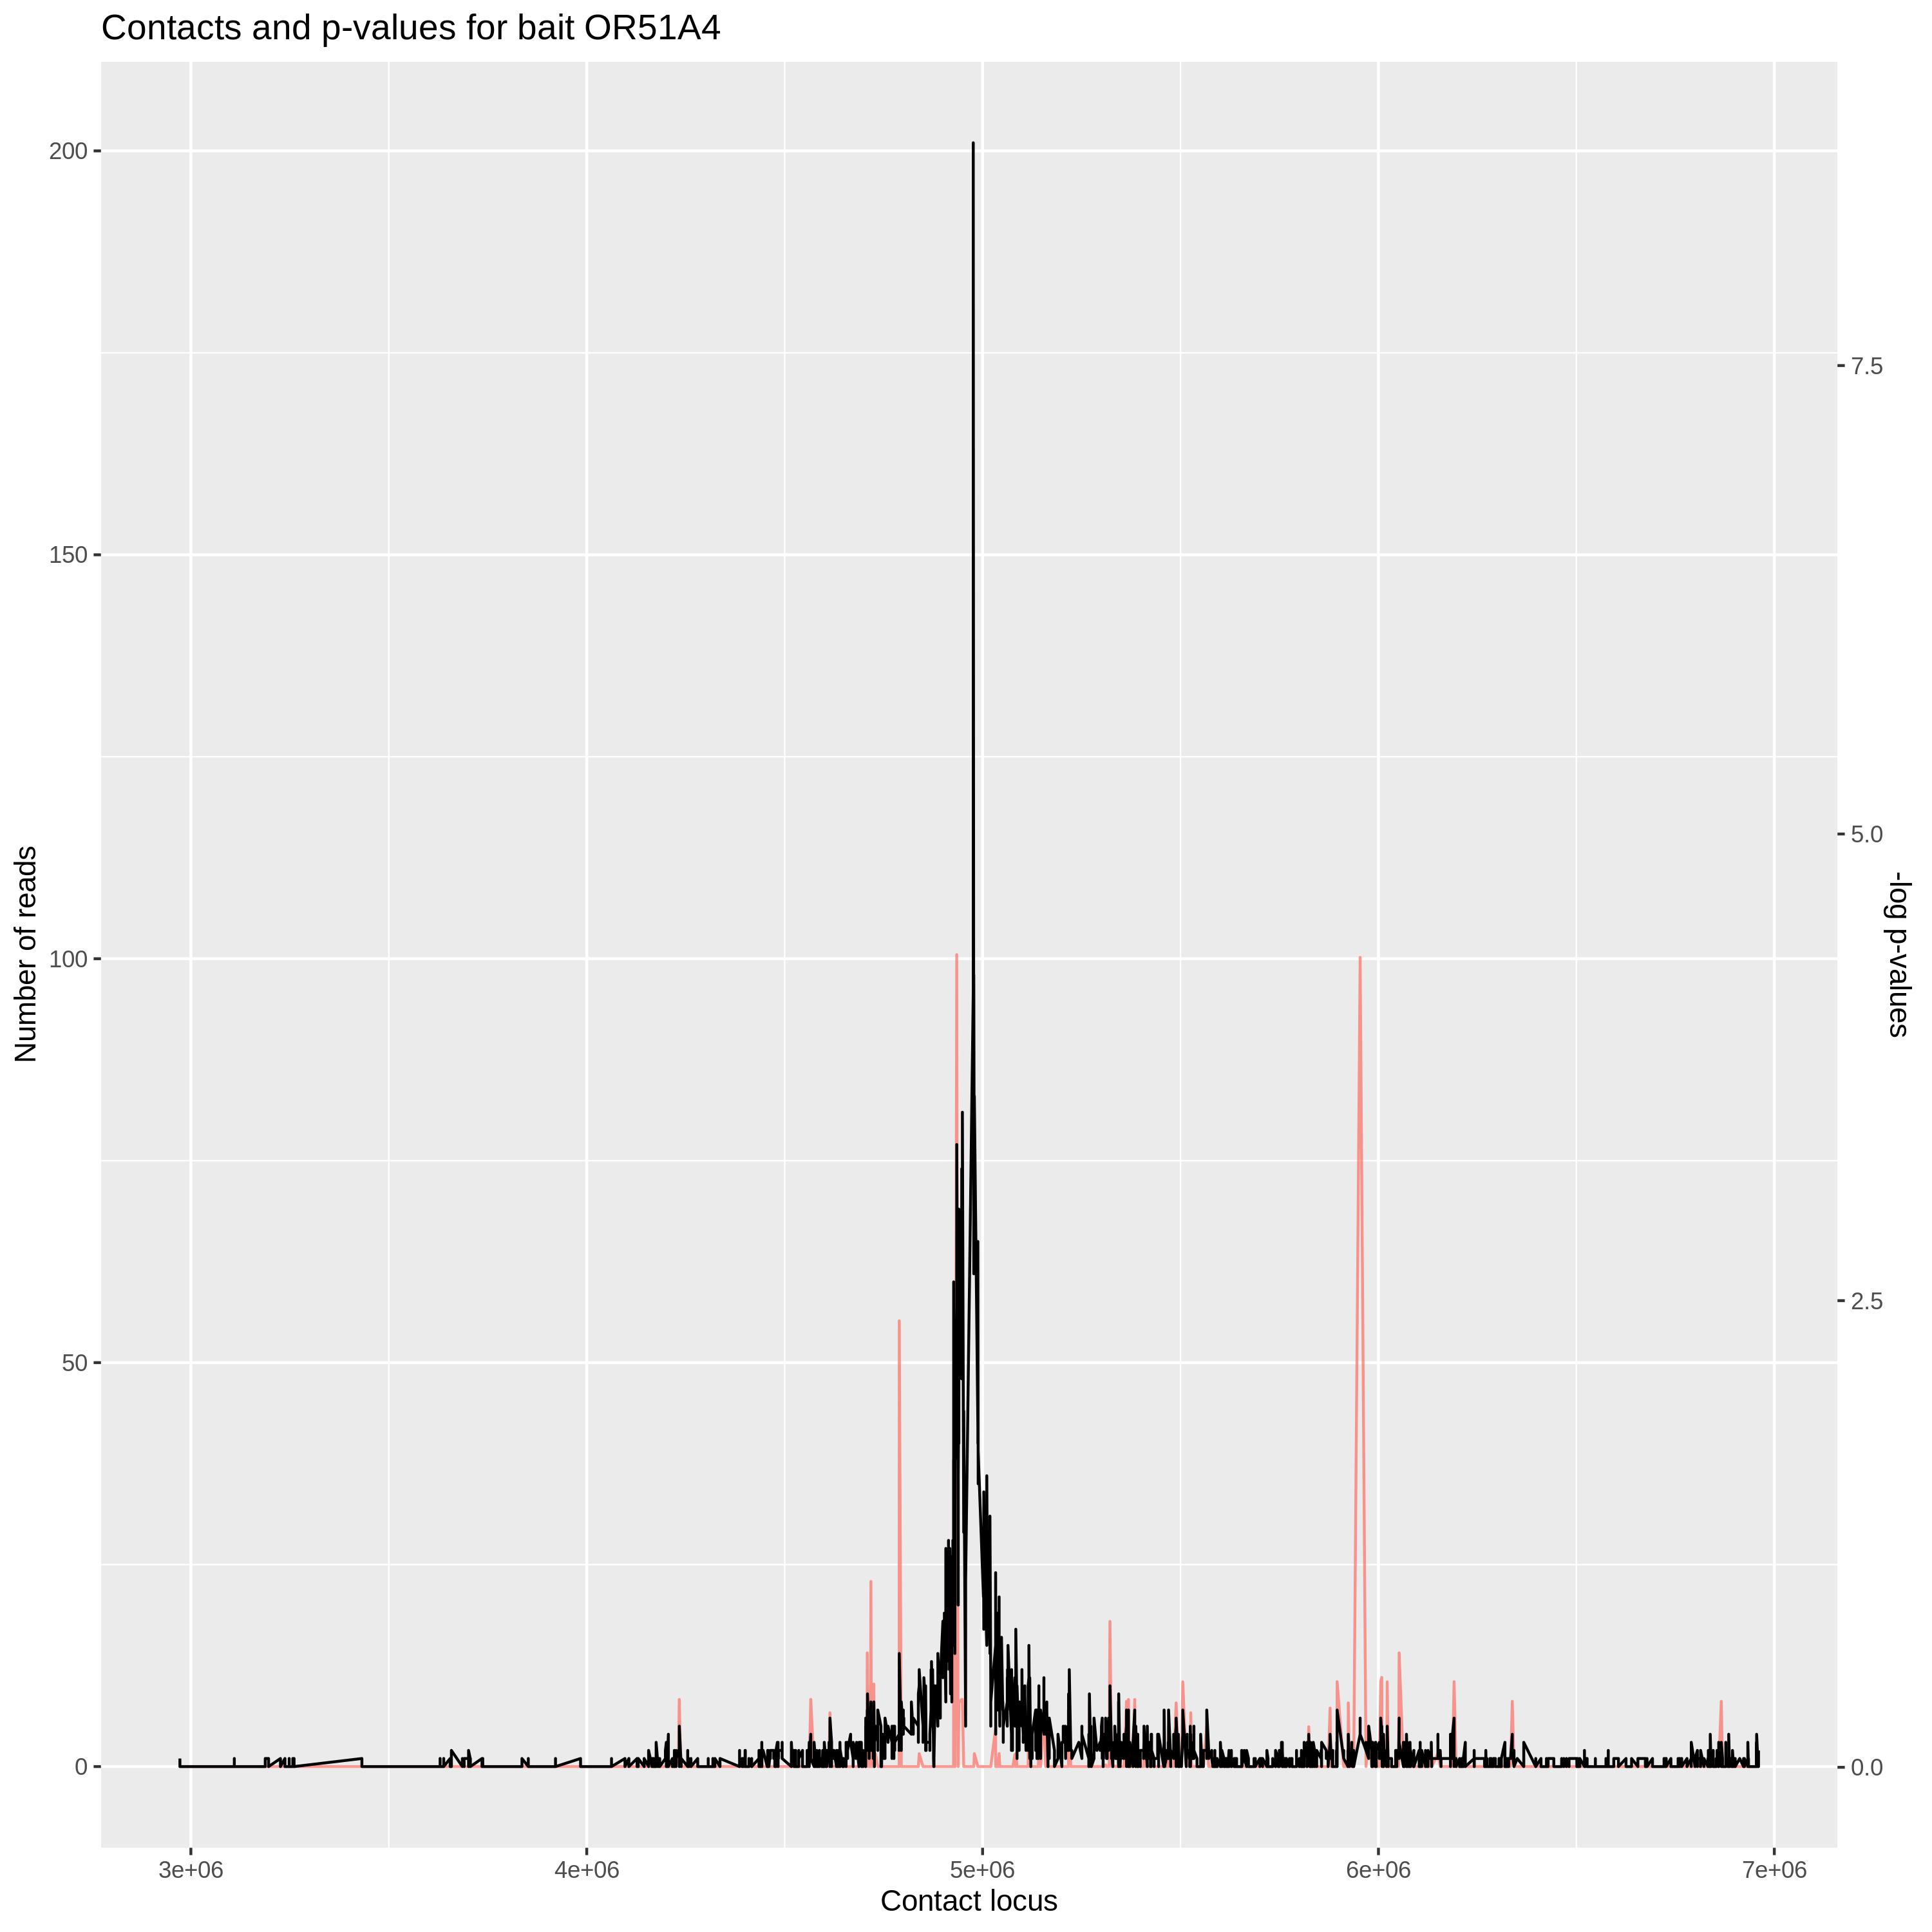 Contacts and p-values for bait OR51A4
200
150
100
50
0
7.5
5.0
2.5
0.0
Number of reads
-log p-values
3e+06
4e+06
5e+06
6e+06
7e+06
Contact locus